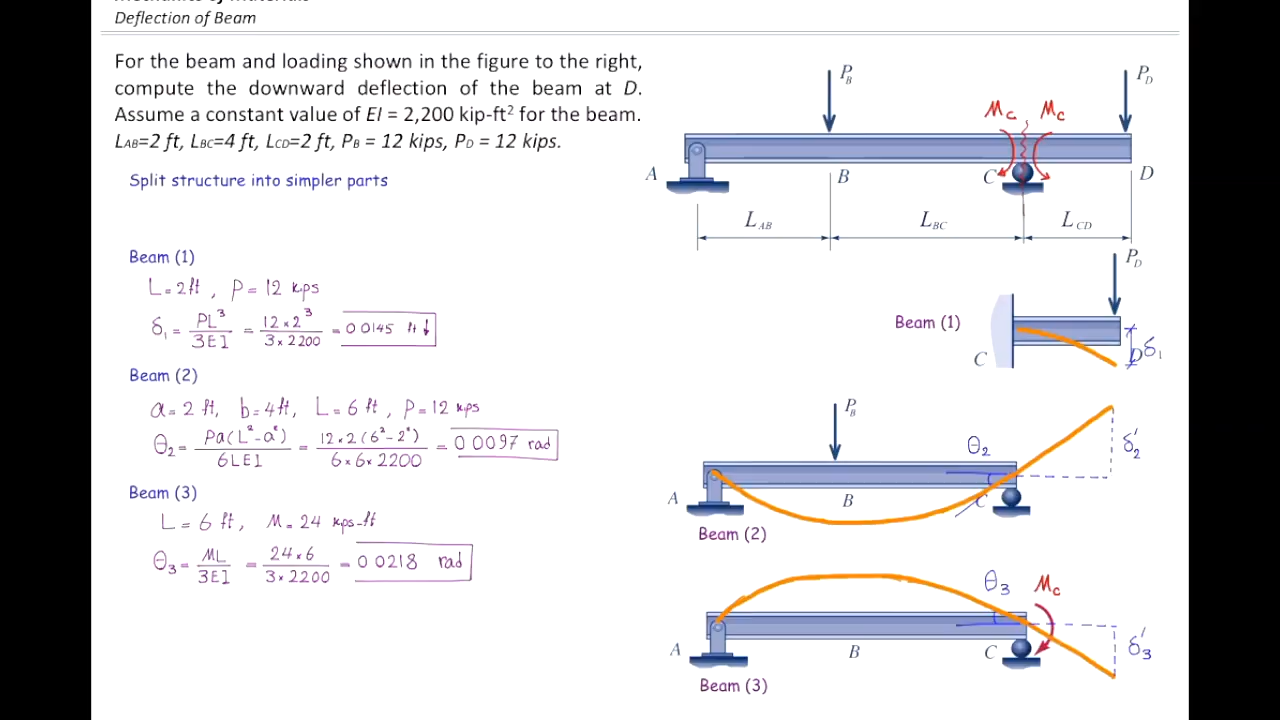 Mechanics of Materials
Deflection of Beam
For the beam and loading shown in the figure to the right,
compute the downward deflection of the beam at D.
Assume a constant value of EI = 2,200 kip-ft² for the beam.
LAB=2 ft, LBC=4 ft, LCD=2 ft, PB = 12 kips, PD = 12 kips.
Split structure into simpler parts
Beam (1)
L=2ft , P=12 kips
δ₁ = PL³/3EI = 12×2³/3×2200 = 0.0145 ft ↓
Beam (2)
a=2 ft, b=4ft, L=6 ft, P=12 kips
θ₂ = Pa(L²-a²)/6LEI = 12×2(6²-2²)/6×6×2200 = 0.0097 rad
Beam (3)
L=6 ft, M=24 kips-ft
θ₃ = ML/3EI = 24×6/3×2200 = 0.0218 rad
PB PD
Mc Mc
A B C D
LAB LBC LCD
PD
Beam (1)
C D δ₁
PB
θ₂ δ₂'
A B C
Beam (2)
θ₃ Mc
δ₃'
A B C
Beam (3)